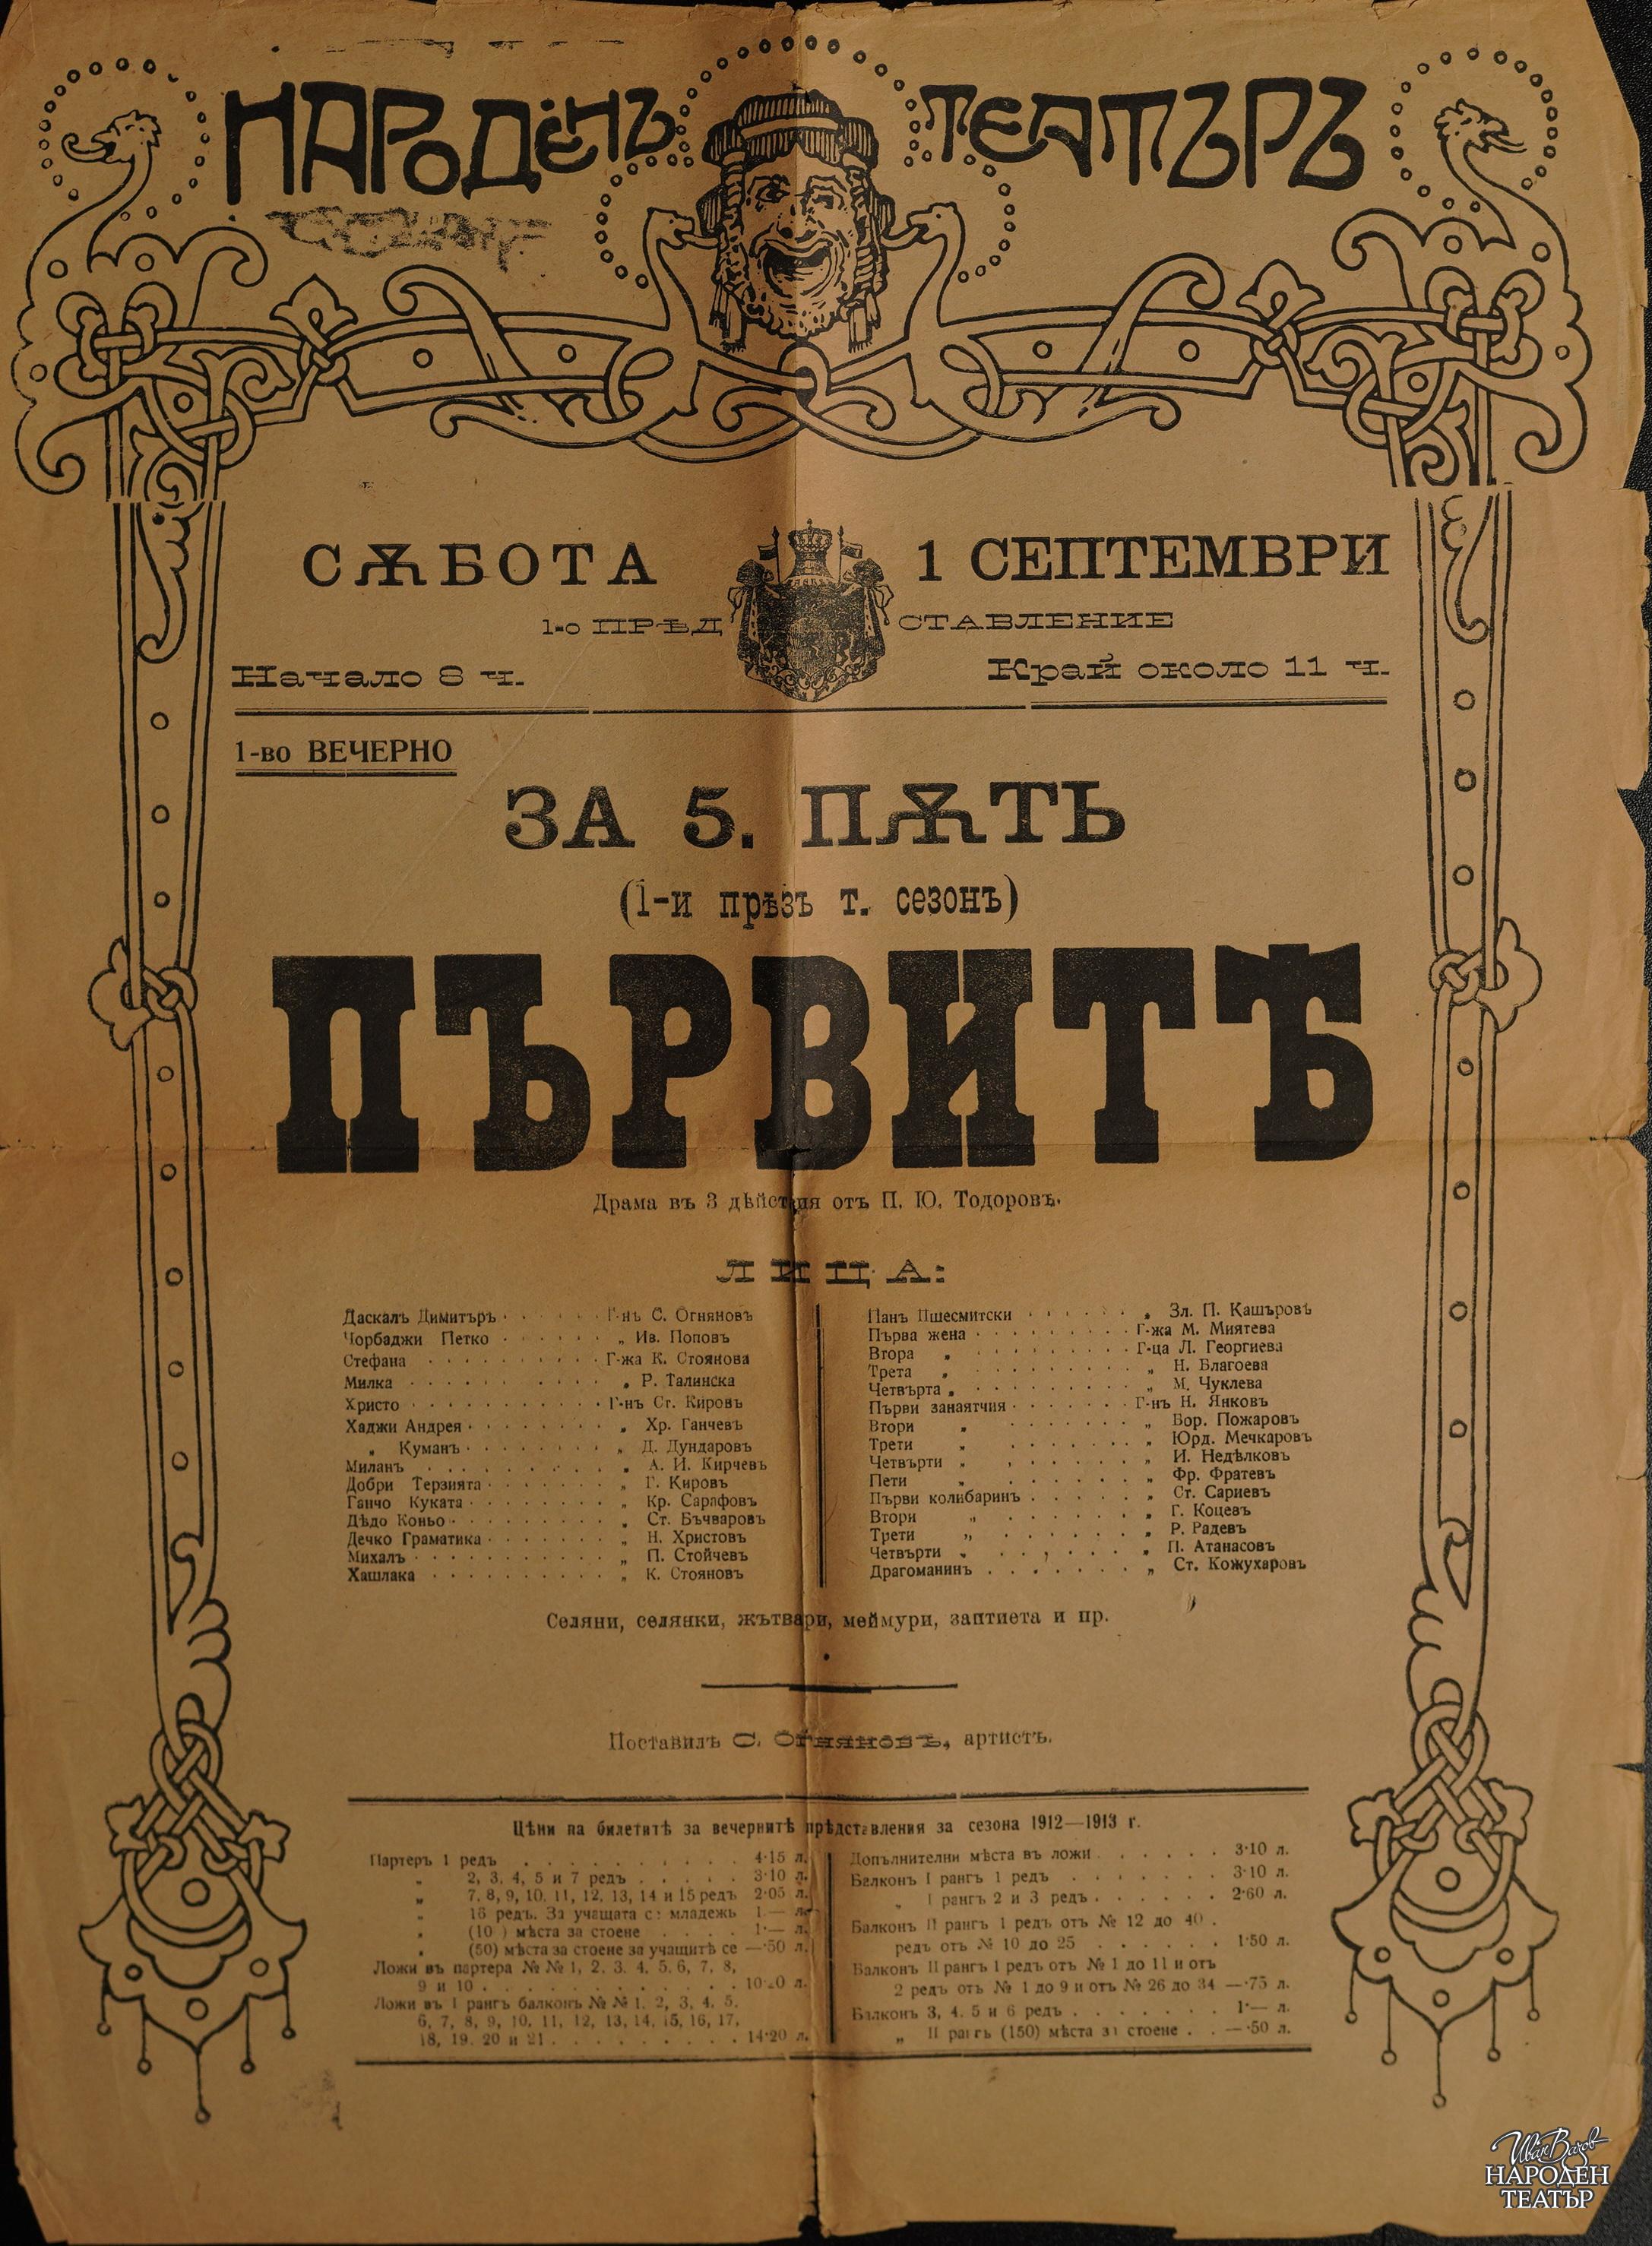 НАРОДЕНЪ ТЕАТЪРЪ
СѪБОТА 1 СЕПТЕМВРИ
1-о ПРѢДСТАВЛЕНИЕ
Начало 8 ч. Край около 11 ч.
1-во ВЕЧЕРНО
ЗА 5. ПѪТЬ
(1-и прѣзъ т. сезонъ)
ПЪРВИТѢ
Драма въ 3 дѣйствия отъ П. Ю. Тодоровъ.
ЛИЦА:
Даскалъ Димитъръ Г-нъ С. Огняновъ
Чорбаджи Петко „ Ив. Поповъ
Стефана Г-жа К. Стоянова
Милка „ Р. Талинска
Христо Г-нъ Ст. Кировъ
Хаджи Андрея „ Хр. Ганчевъ
„ Куманъ „ Д. Дундаровъ
Миланъ „ А. И. Кирчевъ
Добри Терзията „ Г. Кировъ
Ганчо Куката „ Кр. Сарафовъ
Дѣдо Коньо „ Ст. Бъчваровъ
Дечко Граматика „ Н. Христовъ
Михалъ „ П. Стойчевъ
Хашлака „ К. Стояновъ
Панъ Пшесмитски „ Зл. П. Кашъровъ
Първа жена Г-жа М. Миятева
Втора „ Г-ца Л. Георгиева
Трета „ „ Н. Благоева
Четвърта „ „ М. Чуклева
Първи занаятчия Г-нъ Н. Янковъ
Втори „ „ Бор. Пожаровъ
Трети „ „ Юрд. Мечкаровъ
Четвърти „ „ И. Недѣлковъ
Пети „ „ Фр. Фратевъ
Първи колибаринъ „ Ст. Сариевъ
Втори „ „ Г. Коцевъ
Трети „ „ Р. Радевъ
Четвърти „ „ П. Атанасовъ
Драгоманинъ „ Ст. Кожухаровъ
Селяни, селянки, жътвари, меймури, заптиета и пр.
Поставилъ С. Огняновъ, артистъ.
Цѣни на билетитѣ за вечернитѣ прѣдставления за сезона 1912—1913 г.
Партеръ 1 редъ 4·15 л.
„ 2, 3, 4, 5 и 7 редъ 3·10 л.
„ 7. 8, 9, 10, 11, 12, 13, 14 и 15 редъ 2·05 л.
„ 16 редъ. За учащата се младежь 1·— л.
„ (10 ) мѣста за стоене 1·— л.
„ (50) мѣста за стоене за учащитѣ се —·50 л.
Ложи въ партера № № 1, 2, 3, 4, 5, 6, 7, 8,
9 и 10 10·20 л.
Ложи въ I рангъ балконъ № № 1, 2, 3, 4, 5,
6, 7, 8, 9, 10, 11, 12, 13, 14, 15, 16, 17,
18, 19. 20 и 21 14·20 л.
Допълнителни мѣста въ ложи 3·10 л.
Балконъ I рангъ 1 редъ 3·10 л.
„ I рангъ 2 и 3 редъ 2·60 л.
Балконъ II рангъ 1 редъ отъ № 12 до 40
редъ отъ № 10 до 25 1·50 л.
Балконъ II рангъ 1 редъ отъ № 1 до 11 и отъ
2 редъ отъ № 1 до 9 и отъ № 26 до 34 —·75 л.
Балконъ 3, 4, 5 и 6 редъ 1·— л.
„ II рангъ (150) мѣста за стоене —·50 л.
Иван Вазов
НАРОДЕН
ТЕАТЪР